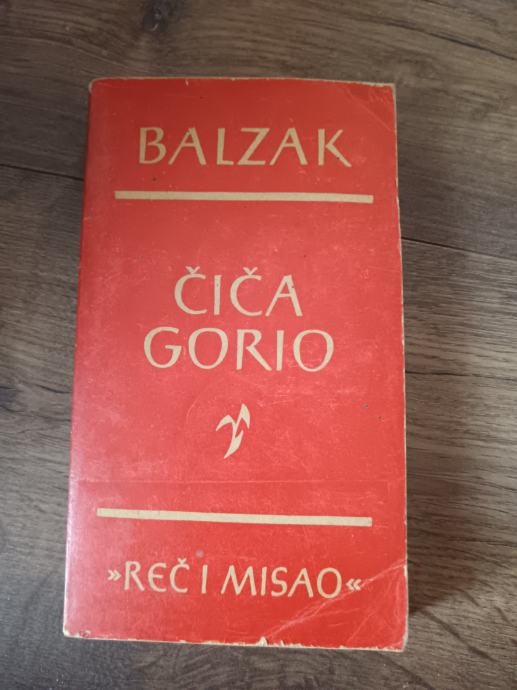 BALZAK
ČIČA
GORIO
»REČ I MISAO«